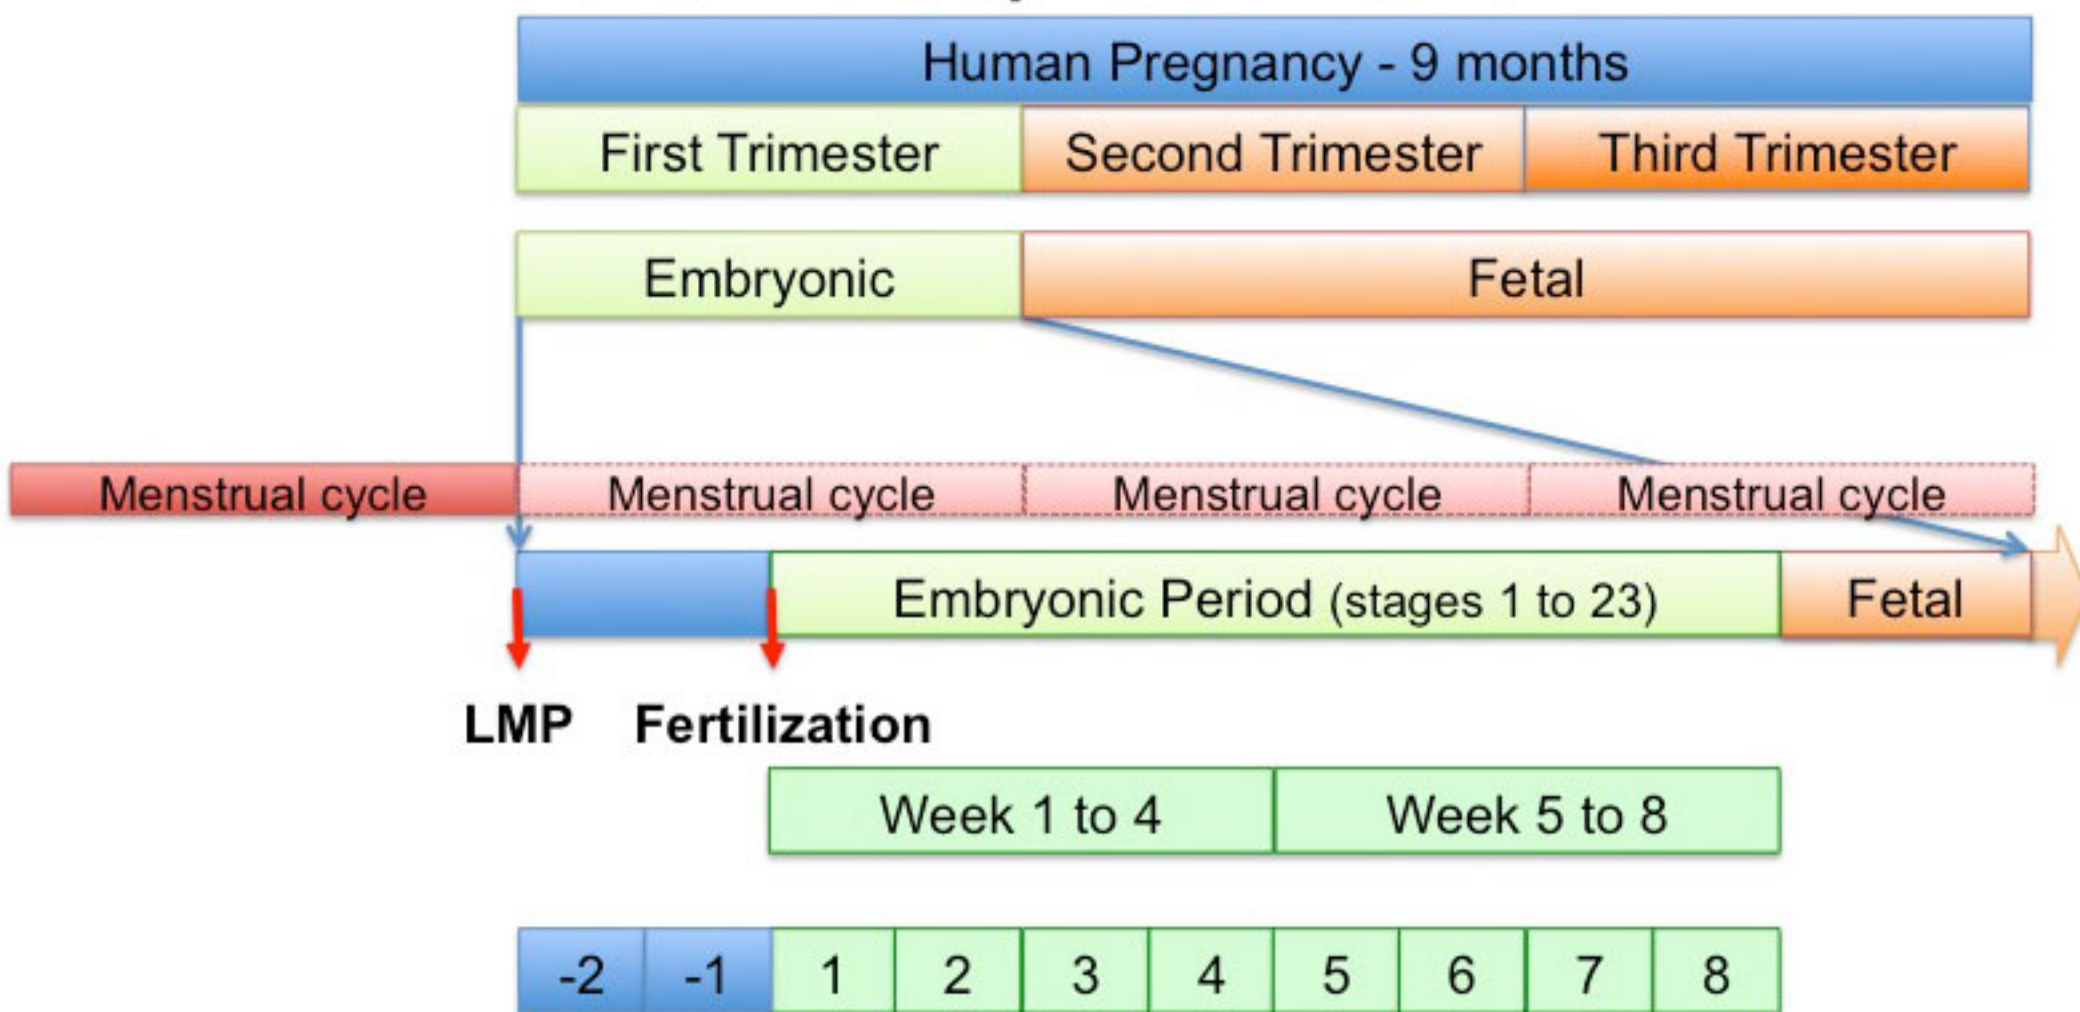 Human Pregnancy - 9 months
First Trimester Second Trimester Third Trimester
Embryonic Fetal
Menstrual cycle Menstrual cycle Menstrual cycle Menstrual cycle
Embryonic Period (stages 1 to 23) Fetal
LMP Fertilization
Week 1 to 4 Week 5 to 8
-2 -1 1 2 3 4 5 6 7 8